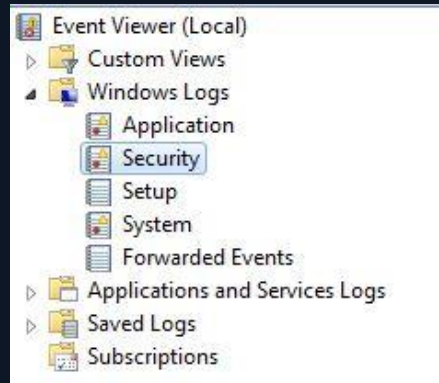 Event Viewer (Local)
Custom Views
Windows Logs
Application
Security
Setup
System
Forwarded Events
Applications and Services Logs
Saved Logs
Subscriptions